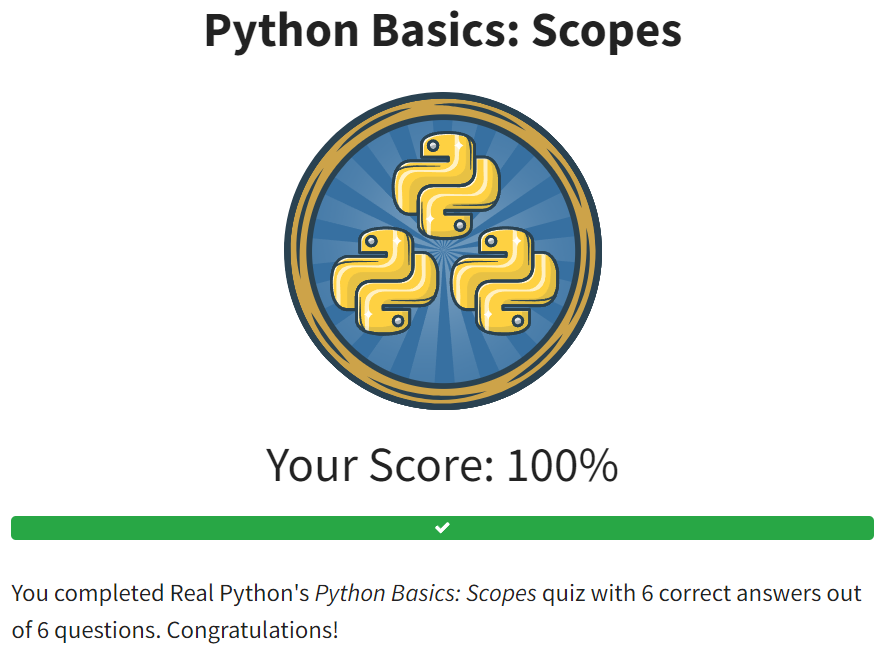 Python Basics: Scopes
Your Score: 100%
You completed Real Python's Python Basics: Scopes quiz with 6 correct answers out
of 6 questions. Congratulations!